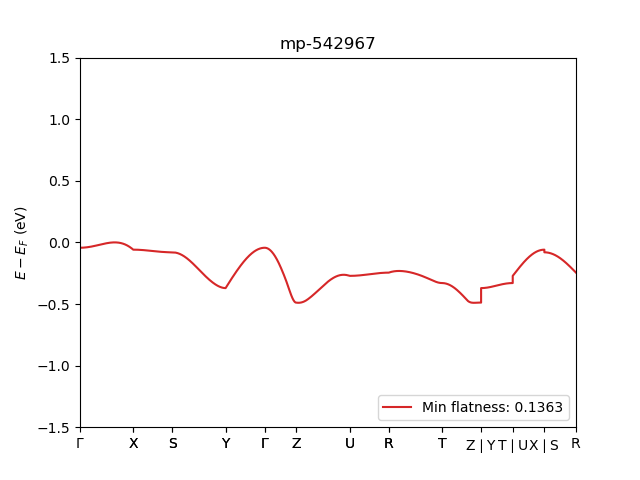 mp-542967
1.5
1.0
0.5
0.0
−0.5
−1.0
−1.5
E − E_F (eV)
Min flatness: 0.1363
Γ X S Y Γ Z U R T Z | Y T | U X | S R